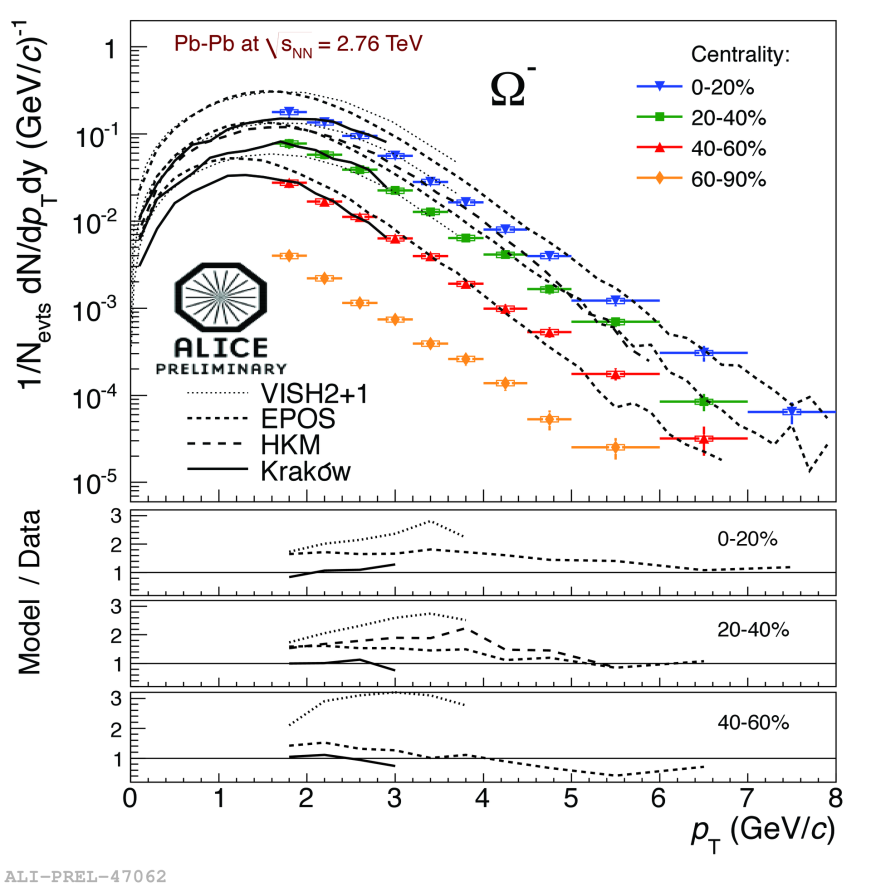 Pb-Pb at √sNN = 2.76 TeV
Ω-
Centrality:
0-20%
20-40%
40-60%
60-90%
1/Nevts dN/dpTdy (GeV/c)-1
1
10-1
10-2
10-3
10-4
10-5
ALICE
PRELIMINARY
VISH2+1
EPOS
HKM
Kraków
Model / Data
3
2
1
0-20%
3
2
1
20-40%
3
2
1
40-60%
0 1 2 3 4 5 6 7 8
pT (GeV/c)
ALI-PREL-47062